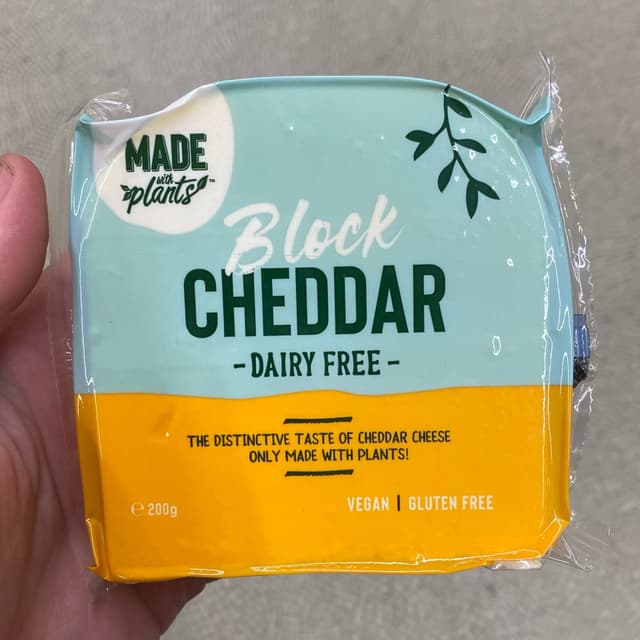 MADE
with
plants™
Block
CHEDDAR
- DAIRY FREE -
THE DISTINCTIVE TASTE OF CHEDDAR CHEESE
ONLY MADE WITH PLANTS!
℮ 200g
VEGAN | GLUTEN FREE